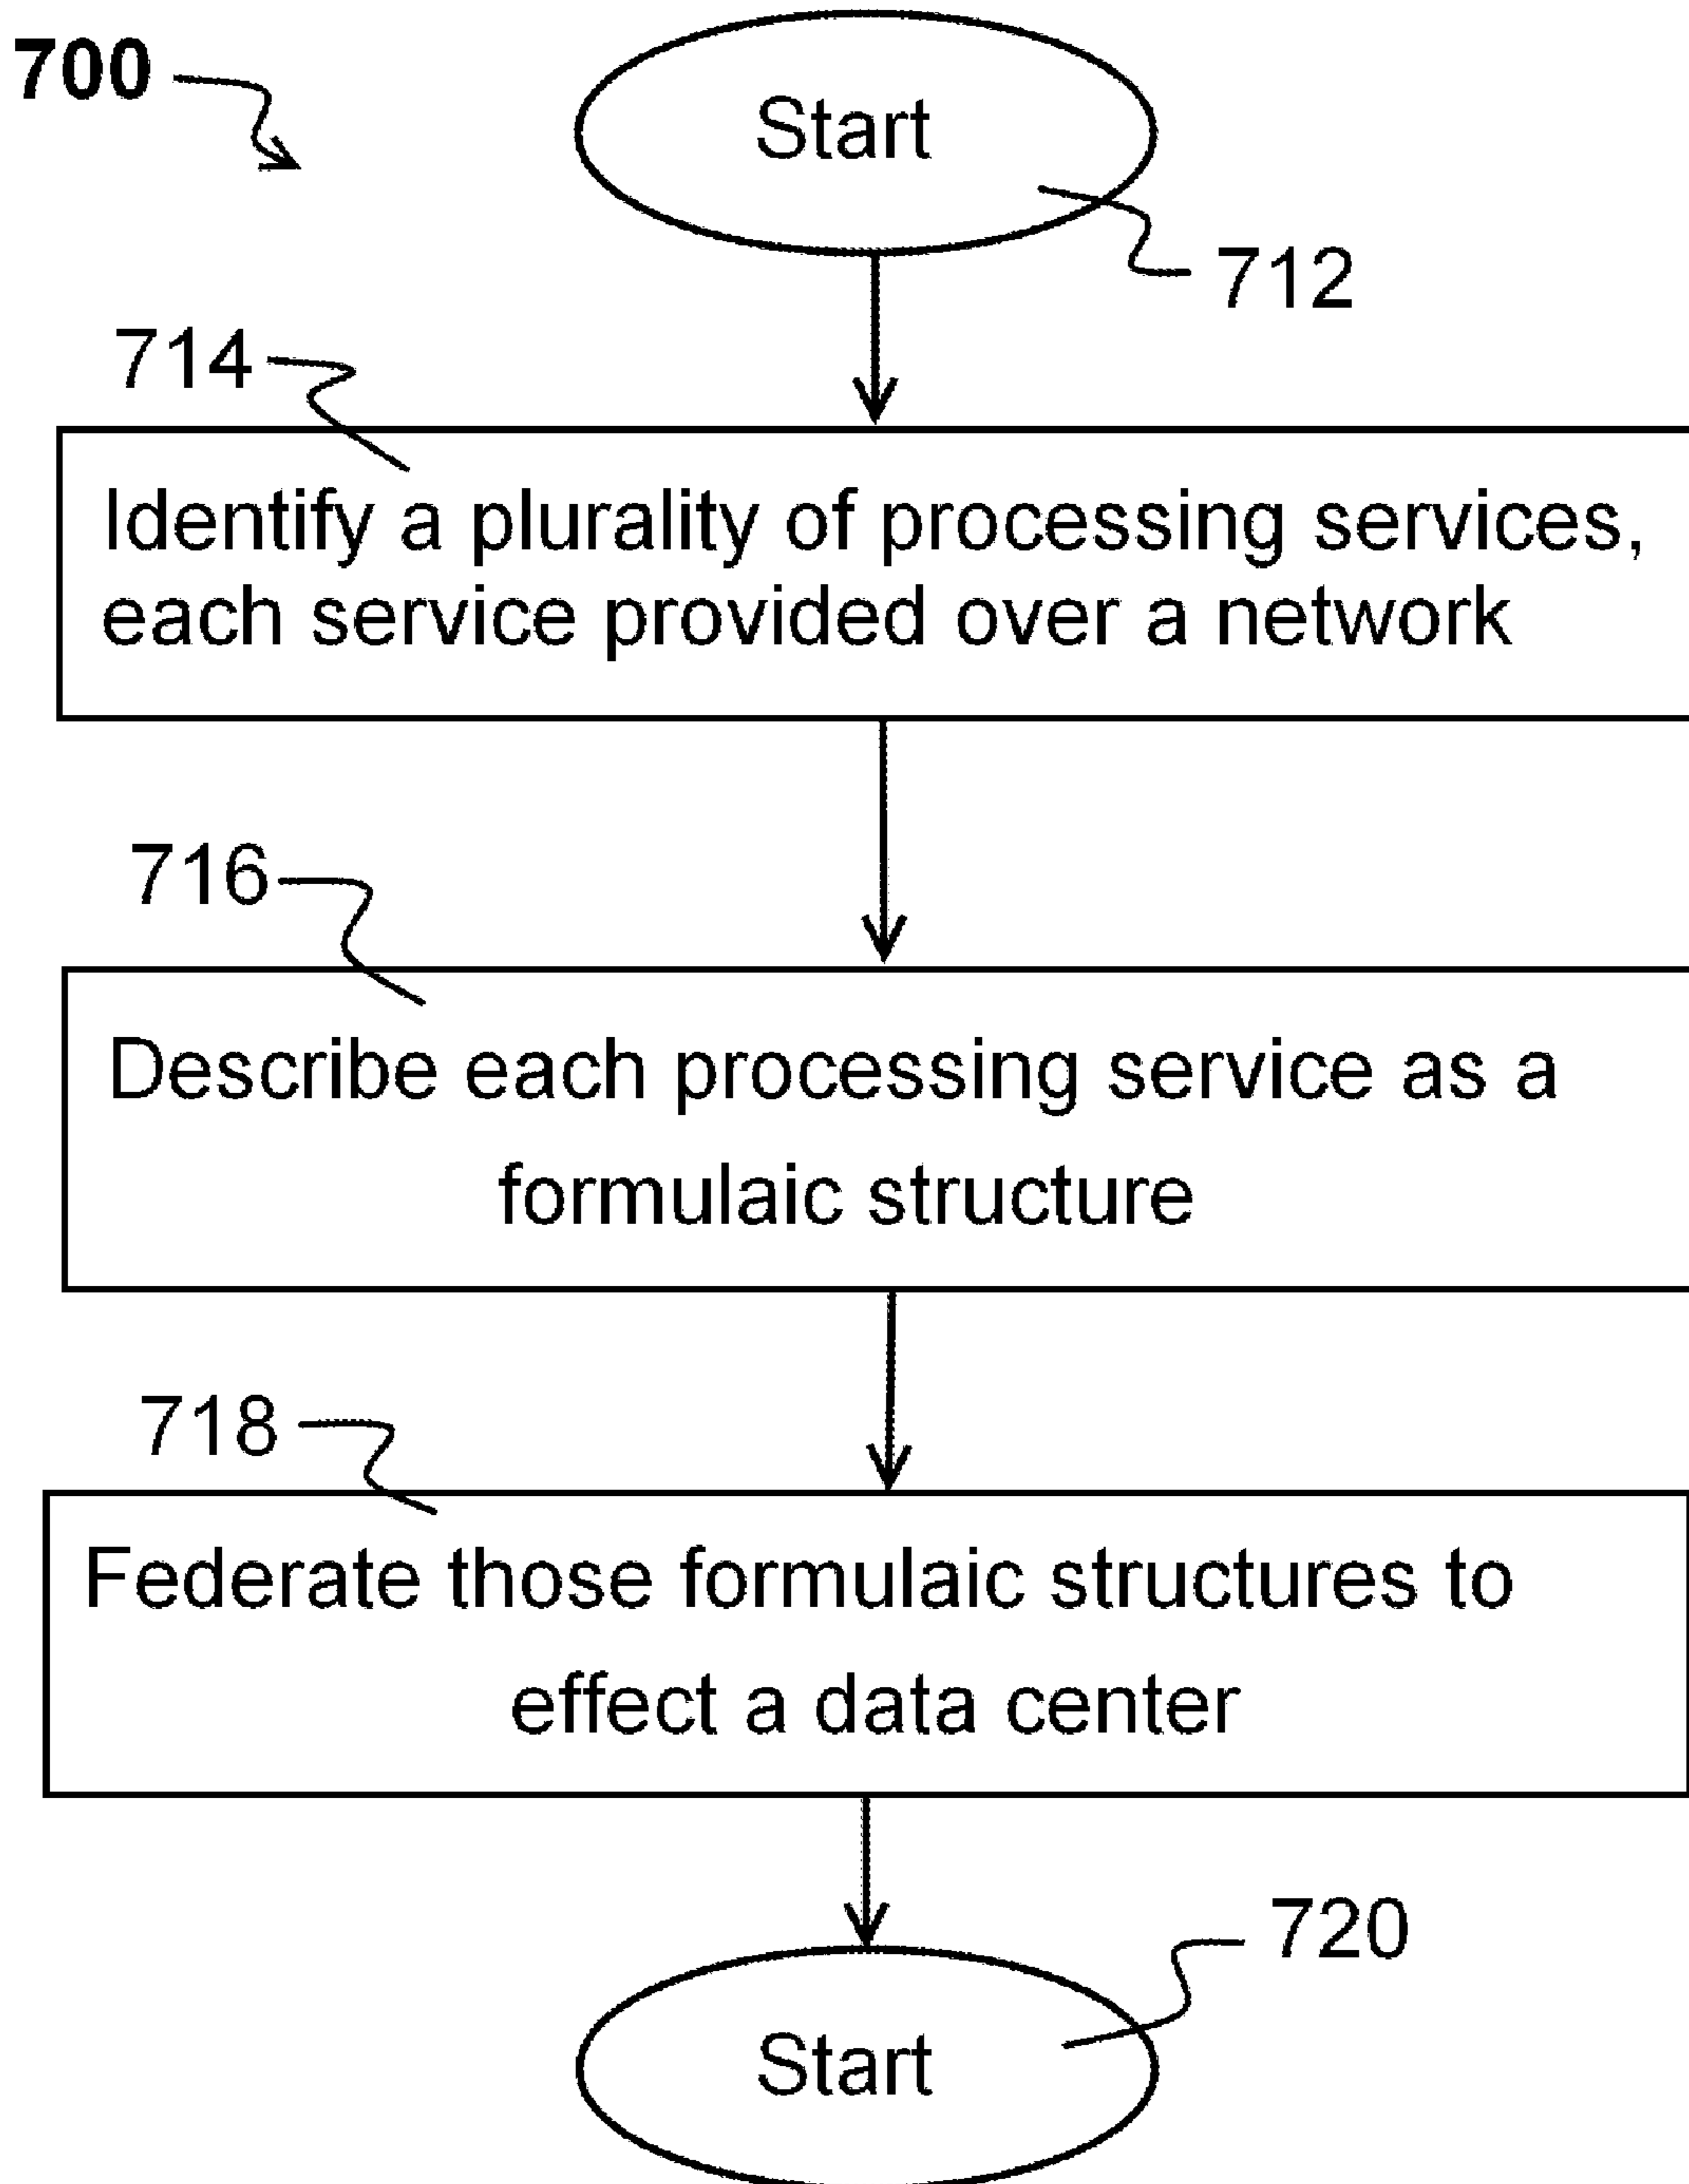 700
Start
712
714
Identify a plurality of processing services,
each service provided over a network
716
Describe each processing service as a
formulaic structure
718
Federate those formulaic structures to
effect a data center
720
Start